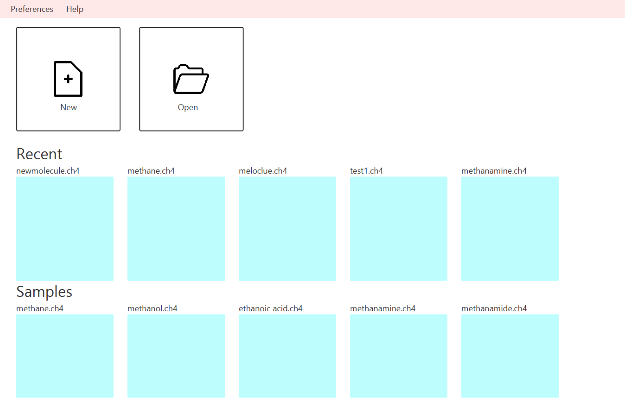 Preferences Help
New Open
Recent
newmolecule.ch4 methane.ch4 meloclue.ch4 test1.ch4 methanamine.ch4
Samples
methane.ch4 methanol.ch4 ethanoic acid.ch4 methanamine.ch4 methanamide.ch4